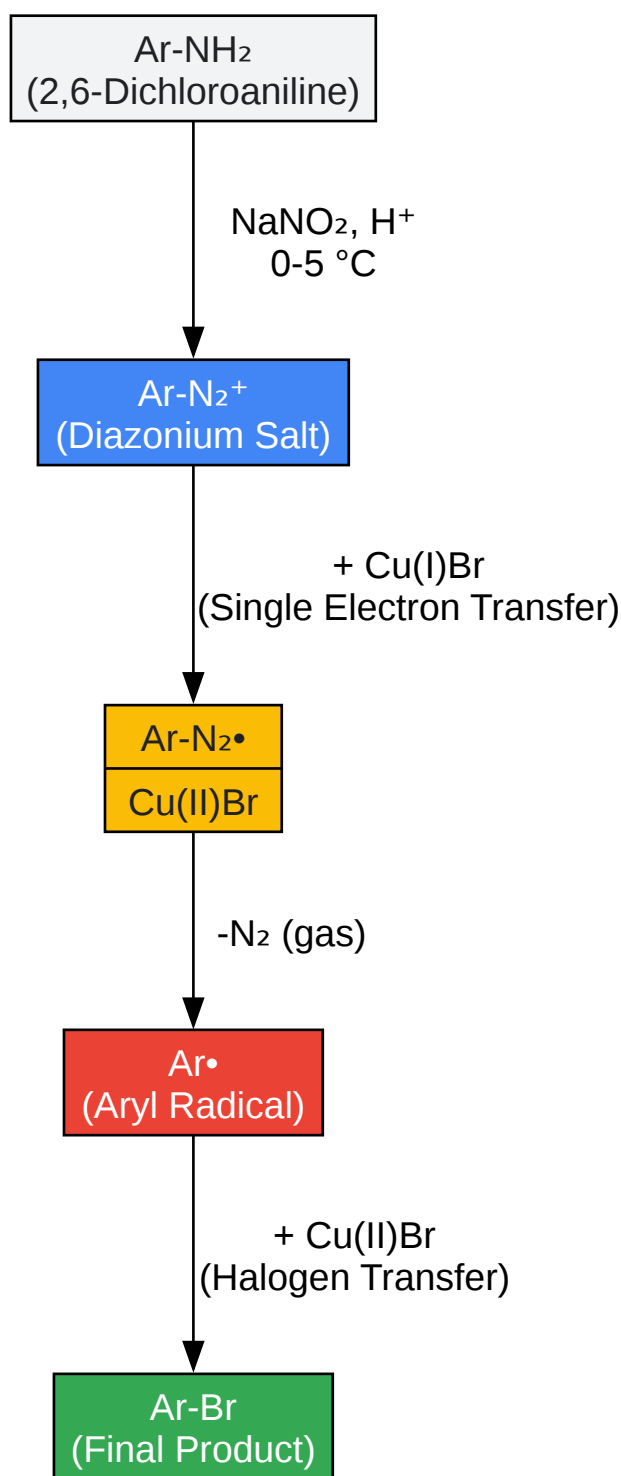 Ar-NH₂
(2,6-Dichloroaniline)
NaNO₂, H⁺
0-5 °C
Ar-N₂⁺
(Diazonium Salt)
+ Cu(I)Br
(Single Electron Transfer)
Ar-N₂•
Cu(II)Br
-N₂ (gas)
Ar•
(Aryl Radical)
+ Cu(II)Br
(Halogen Transfer)
Ar-Br
(Final Product)